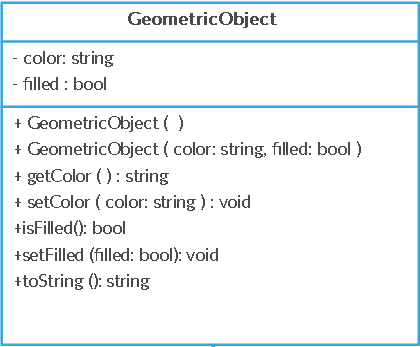 GeometricObject
- color: string
- filled : bool
+ GeometricObject ( )
+ GeometricObject ( color: string, filled: bool )
+ getColor ( ) : string
+ setColor ( color: string ) : void
+isFilled(): bool
+setFilled (filled: bool): void
+toString (): string